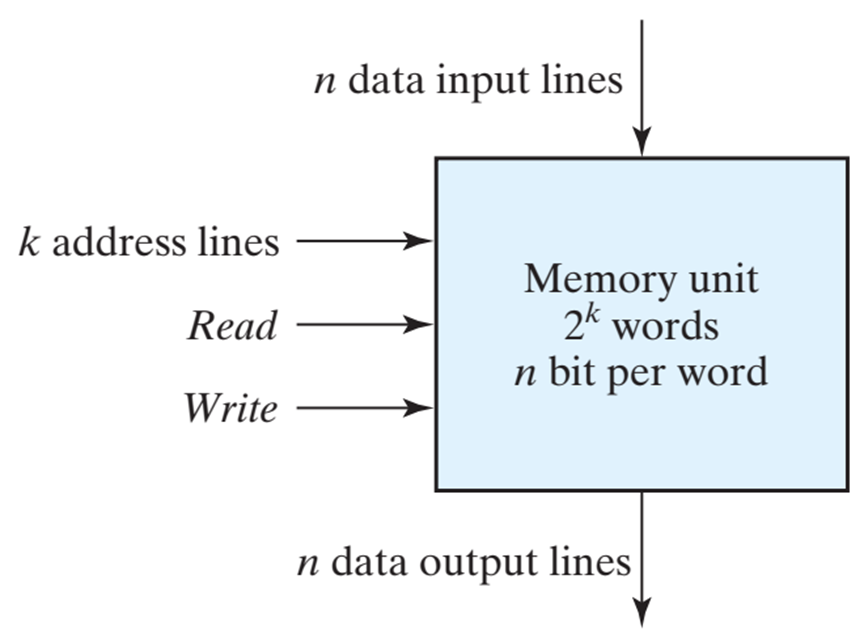 n data input lines
k address lines
Read
Write
Memory unit
2^k words
n bit per word
n data output lines